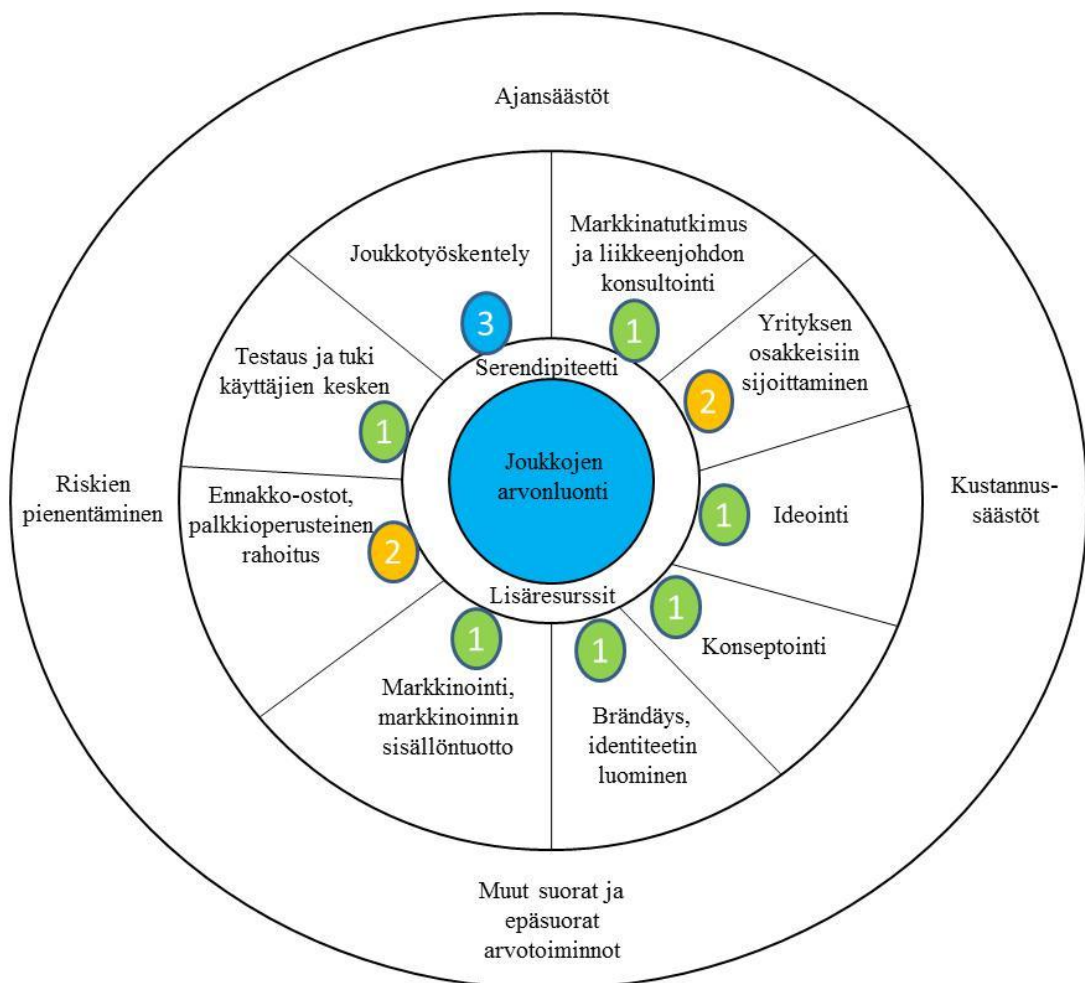 Ajansäästöt
Markkinatutkimus
ja liikkeenjohdon
konsultointi
1
Yrityksen
osakkeisiin
sijoittaminen
2
Ideointi
1
Konseptointi
1
Brändäys,
identiteetin
luominen
1
Markkinointi,
markkinoinnin
sisällöntuotto
1
Ennakko-ostot,
palkkioperusteinen
rahoitus
2
Testaus ja tuki
käyttäjien kesken
1
Joukkotyöskentely
3
Serendipiteetti
Joukkojen
arvonluonti
Lisäresurssit
Riskien
pienentäminen
Kustannus-
säästöt
Muut suorat ja
epäsuorat
arvotoiminnot